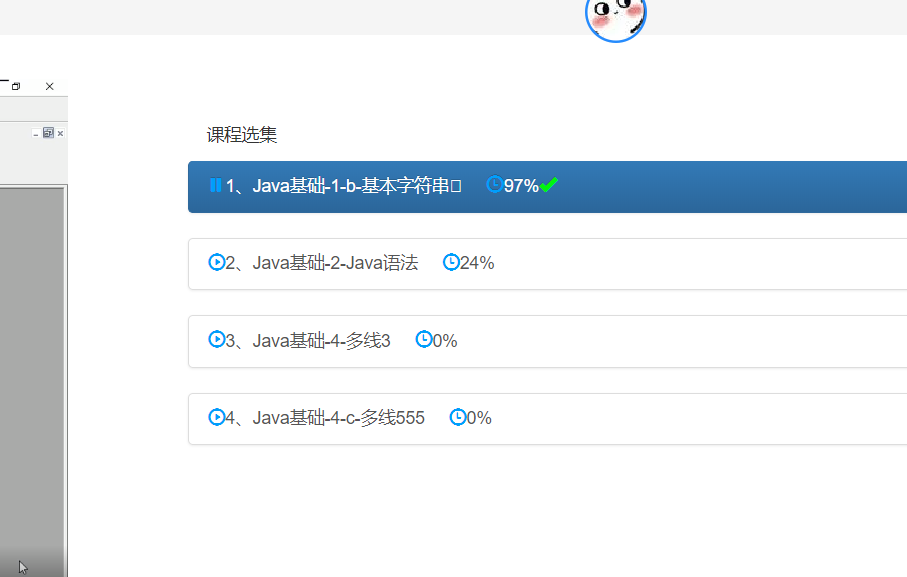 课程选集
1、Java基础-1-b-基本字符串 97%
2、Java基础-2-Java语法 24%
3、Java基础-4-多线3 0%
4、Java基础-4-c-多线555 0%